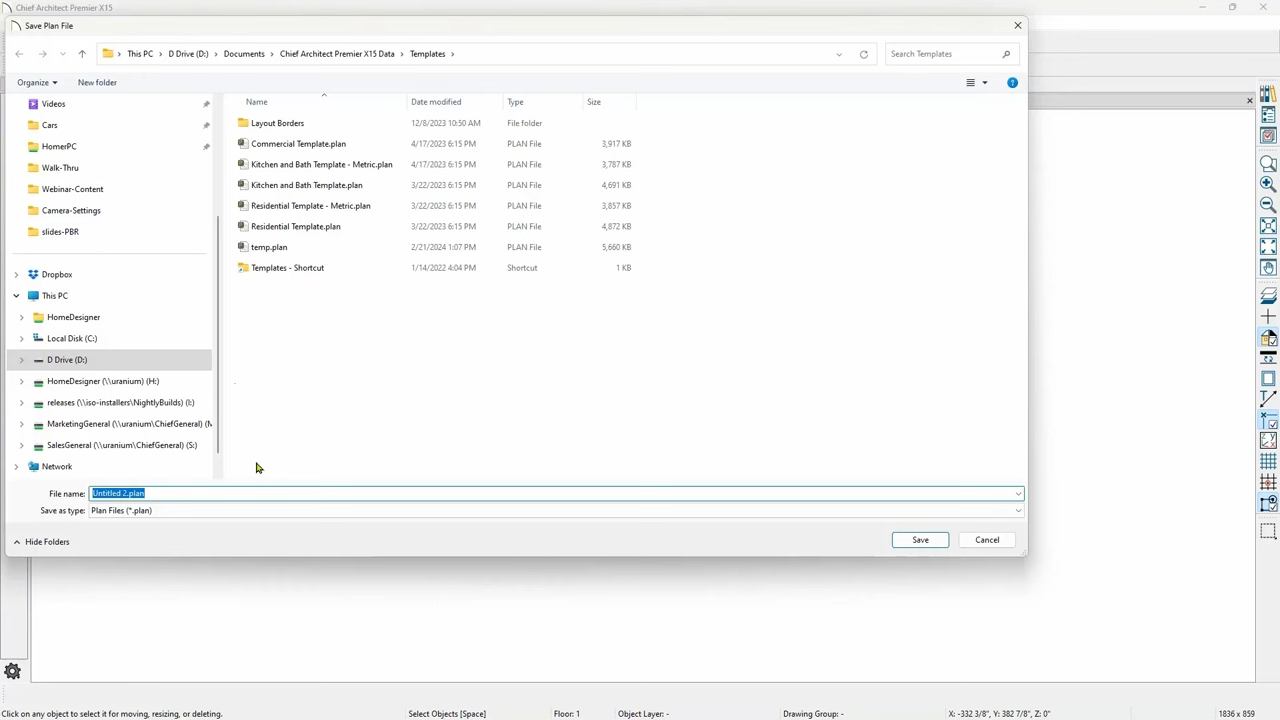 Chief Architect Premier X15
Save Plan File
This PC > D Drive (D:) > Documents > Chief Architect Premier X15 Data > Templates >
Search Templates
Organize
New folder
Videos
Cars
HomerPC
Walk-Thru
Webinar-Content
Camera-Settings
slides-PBR
Dropbox
This PC
HomeDesigner
Local Disk (C:)
D Drive (D:)
HomeDesigner (\\uranium) (H:)
releases (\\iso-installers\NightlyBuilds) (I:)
MarketingGeneral (\\uranium\ChiefGeneral) (M
SalesGeneral (\\uranium\ChiefGeneral) (S:)
Network
Name Date modified Type Size
Layout Borders 12/8/2023 10:50 AM File folder
Commercial Template.plan 4/17/2023 6:15 PM PLAN File 3,917 KB
Kitchen and Bath Template - Metric.plan 4/17/2023 6:15 PM PLAN File 3,787 KB
Kitchen and Bath Template.plan 3/22/2023 6:15 PM PLAN File 4,691 KB
Residential Template - Metric.plan 3/22/2023 6:15 PM PLAN File 3,857 KB
Residential Template.plan 3/22/2023 6:15 PM PLAN File 4,872 KB
temp.plan 2/21/2024 1:07 PM PLAN File 5,660 KB
Templates - Shortcut 1/14/2022 4:04 PM Shortcut 1 KB
File name: Untitled 2.plan
Save as type: Plan Files (*.plan)
Hide Folders
Save
Cancel
Click on any object to select it for moving, resizing, or deleting. Select Objects [Space] Floor: 1 Object Layer: - Drawing Group: - X: -332 3/8", Y: 382 7/8", Z: 0" 1836 x 859